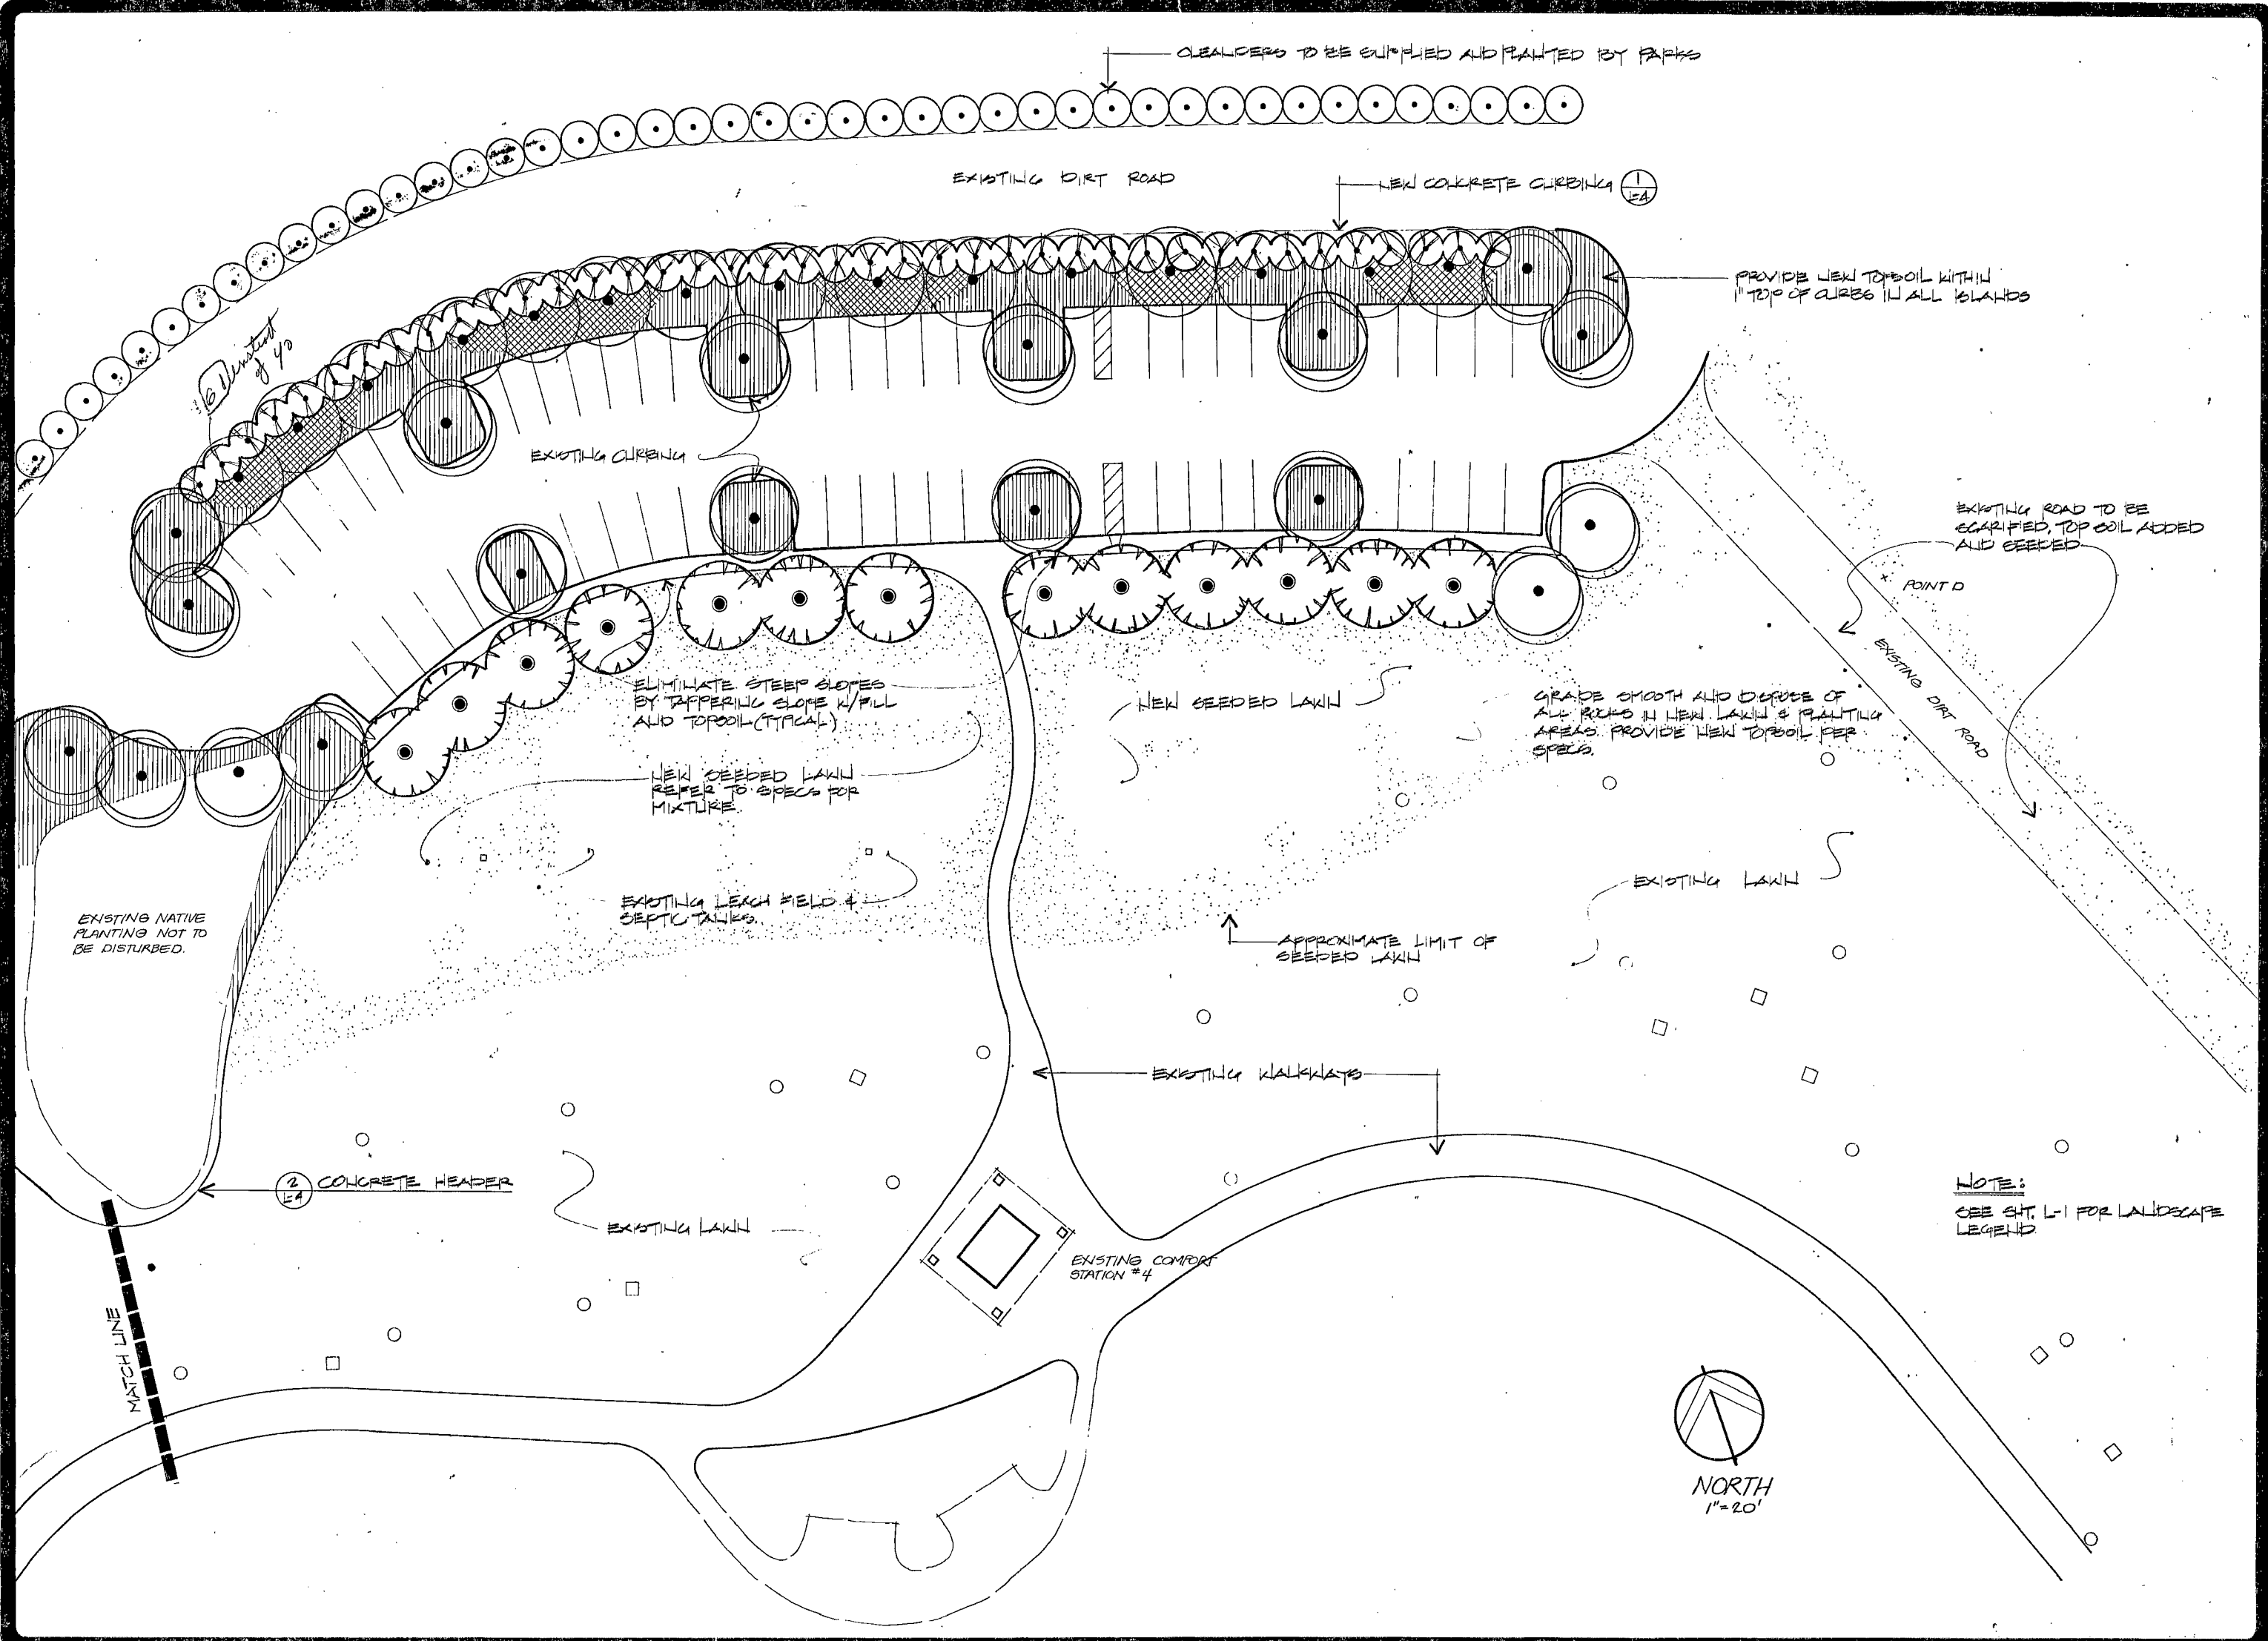 OLEANDERS TO BE SUPPLIED AND PLANTED BY PARKS
EXISTING DIRT ROAD
NEW CONCRETE CURBING
1
L-4
PROVIDE NEW TOPSOIL WITHIN
1" TOP OF CURBS IN ALL ISLANDS
of 40
EXISTING CURBING
EXISTING ROAD TO BE
SCARIFIED, TOP SOIL ADDED
AND SEEDED
POINT D
EXISTING DIRT ROAD
ELIMINATE STEEP SLOPES
BY TAPPERING SLOPE W/FILL
AND TOPSOIL (TYPICAL)
NEW SEEDED LAWN
GRADE SMOOTH AND DISPOSE OF
ALL ROCKS IN NEW LAWN & PLANTING
AREAS. PROVIDE NEW TOPSOIL PER
SPECS.
NEW SEEDED LAWN
REFER TO SPECS FOR
MIXTURE.
EXISTING LEACH FIELD &
SEPTIC TANKS.
EXISTING LAWN
EXISTING NATIVE
PLANTING NOT TO
BE DISTURBED.
APPROXIMATE LIMIT OF
SEEDED LAWN
EXISTING WALKWAYS
2
L-4
CONCRETE HEADER
EXISTING LAWN
EXISTING COMFORT
STATION #4
NOTE:
SEE SHT. L-1 FOR LANDSCAPE
LEGEND.
MATCH LINE
NORTH
1"=20'